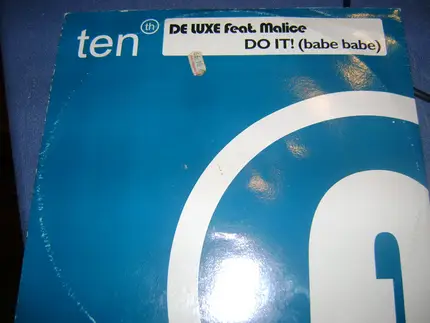 ten th
DE LUXE feat. Malice
DO IT! (babe babe)